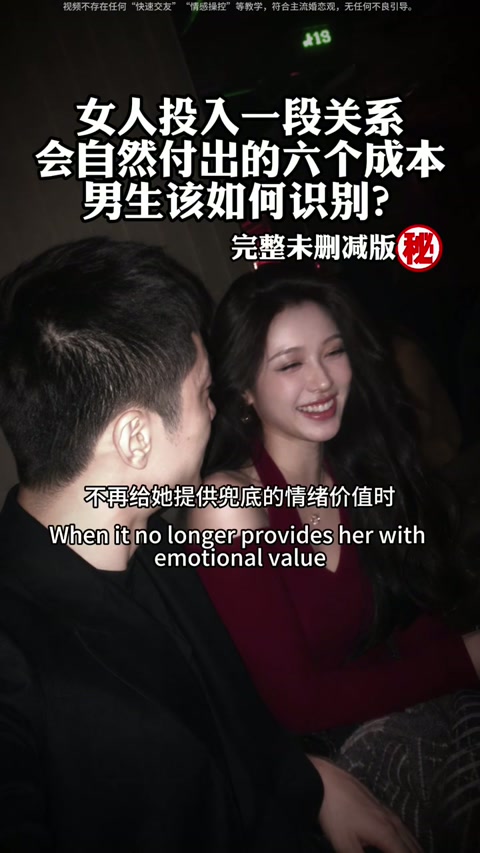 视频不存在任何“快速交友”“情感操控”等教学，符合主流婚恋观，无任何不良引导。
19
女人投入一段关系
会自然付出的六个成本
男生该如何识别?
完整未删减版 秘
不再给她提供兜底的情绪价值时
When it no longer provides her with
emotional value